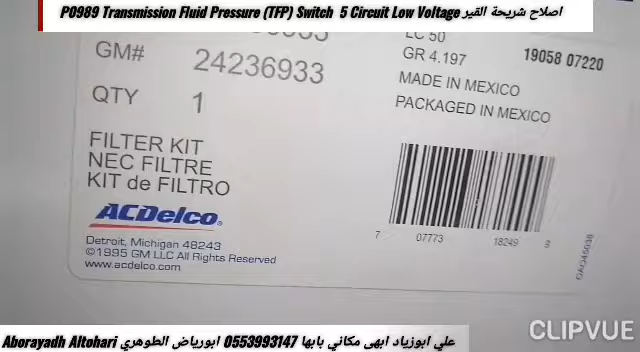 P0989 Transmission Fluid Pressure (TFP) Switch 5 Circuit Low Voltage اصلاح شريحة القير
LC 50
GM# 24236933
GR 4.197
19058 07220
MADE IN MEXICO
QTY 1
PACKAGED IN MEXICO
FILTER KIT
NEC FILTRE
KIT de FILTRO
ACDelco®
7 07773 18249 9
Detroit, Michigan 48243
©1995 GM LLC All Rights Reserved
www.acdelco.com
CLIPVUE
علي ابوزياد ابهى مكاني بابها 0553993147 ابورياض الطوهري Aborayadh Altohari